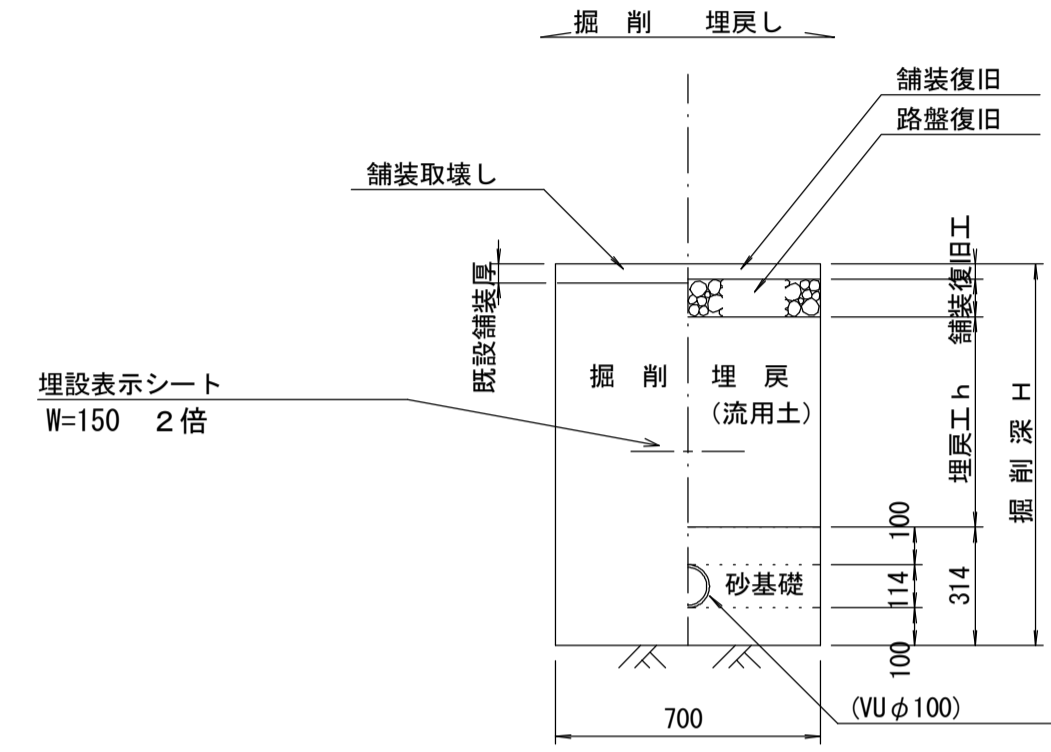 掘 削 埋戻し
舗装復旧
路盤復旧
舗装取壊し
既設舗装厚
舗装復旧工
埋設表示シート
W=150 2倍
掘 削
埋 戻
(流用土)
埋戻工 h
掘 削 深 H
100
砂基礎
114
314
100
700
(VUφ100)